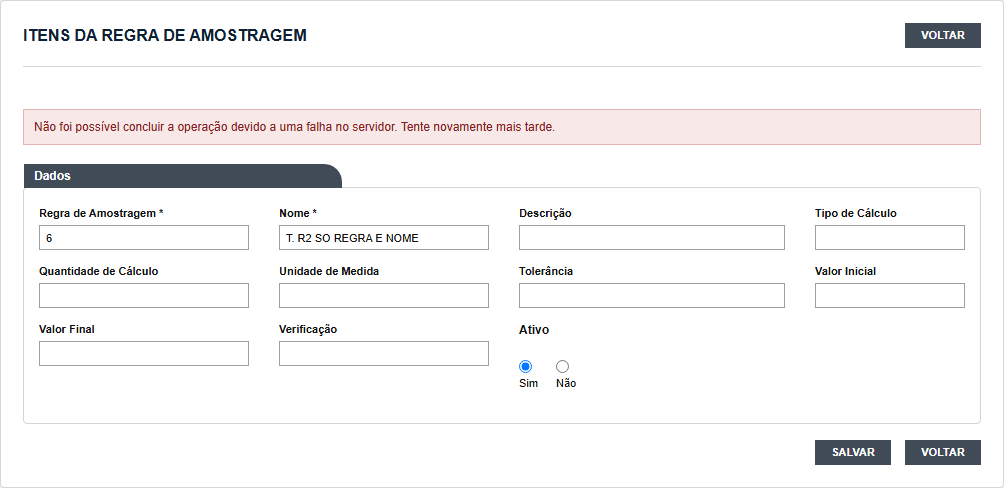 ITENS DA REGRA DE AMOSTRAGEM
VOLTAR
Não foi possível concluir a operação devido a uma falha no servidor. Tente novamente mais tarde.
Dados
Regra de Amostragem *
Nome *
Descrição
Tipo de Cálculo
6
T. R2 SO REGRA E NOME
Quantidade de Cálculo
Unidade de Medida
Tolerância
Valor Inicial
Valor Final
Verificação
Ativo
Sim
Não
SALVAR
VOLTAR